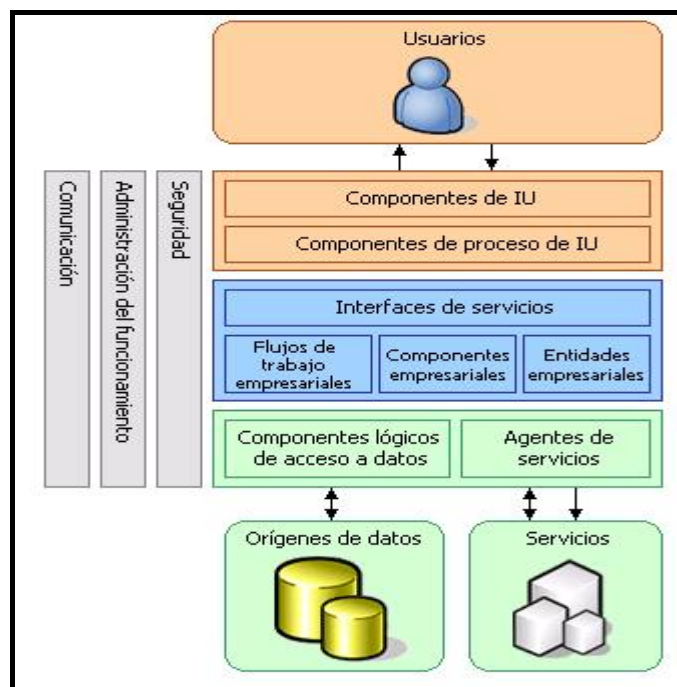 Usuarios
Comunicación
Administración del funcionamiento
Seguridad
Componentes de IU
Componentes de proceso de IU
Interfaces de servicios
Flujos de
trabajo
empresariales
Componentes
empresariales
Entidades
empresariales
Componentes lógicos
de acceso a datos
Agentes de
servicios
Orígenes de datos
Servicios